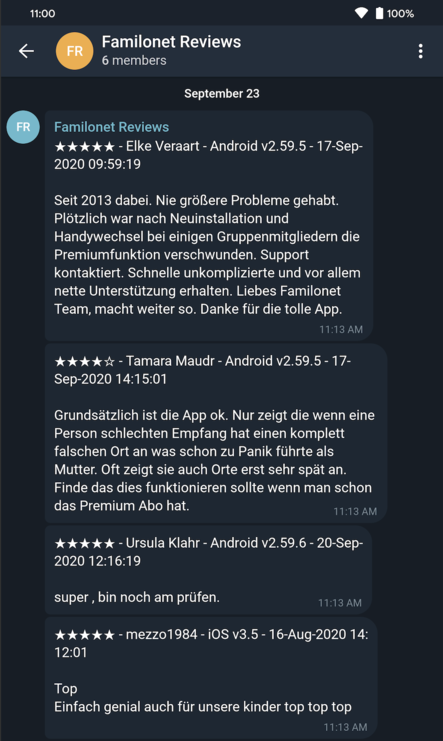 11:00
100%
FR
Familonet Reviews
6 members
September 23
FR
Familonet Reviews
★★★★★ - Elke Veraart - Android v2.59.5 - 17-Sep-
2020 09:59:19
Seit 2013 dabei. Nie größere Probleme gehabt.
Plötzlich war nach Neuinstallation und
Handywechsel bei einigen Gruppenmitgliedern die
Premiumfunktion verschwunden. Support
kontaktiert. Schnelle unkomplizierte und vor allem
nette Unterstützung erhalten. Liebes Familonet
Team, macht weiter so. Danke für die tolle App.
11:13 AM
★★★★☆ - Tamara Maudr - Android v2.59.5 - 17-
Sep-2020 14:15:01
Grundsätzlich ist die App ok. Nur zeigt die wenn eine
Person schlechten Empfang hat einen komplett
falschen Ort an was schon zu Panik führte als
Mutter. Oft zeigt sie auch Orte erst sehr spät an.
Finde das dies funktionieren sollte wenn man schon
das Premium Abo hat.
11:13 AM
★★★★★ - Ursula Klahr - Android v2.59.6 - 20-Sep-
2020 12:16:19
super , bin noch am prüfen.
11:13 AM
★★★★★ - mezzo1984 - iOS v3.5 - 16-Aug-2020 14:
12:01
Top
Einfach genial auch für unsere kinder top top top
11:13 AM